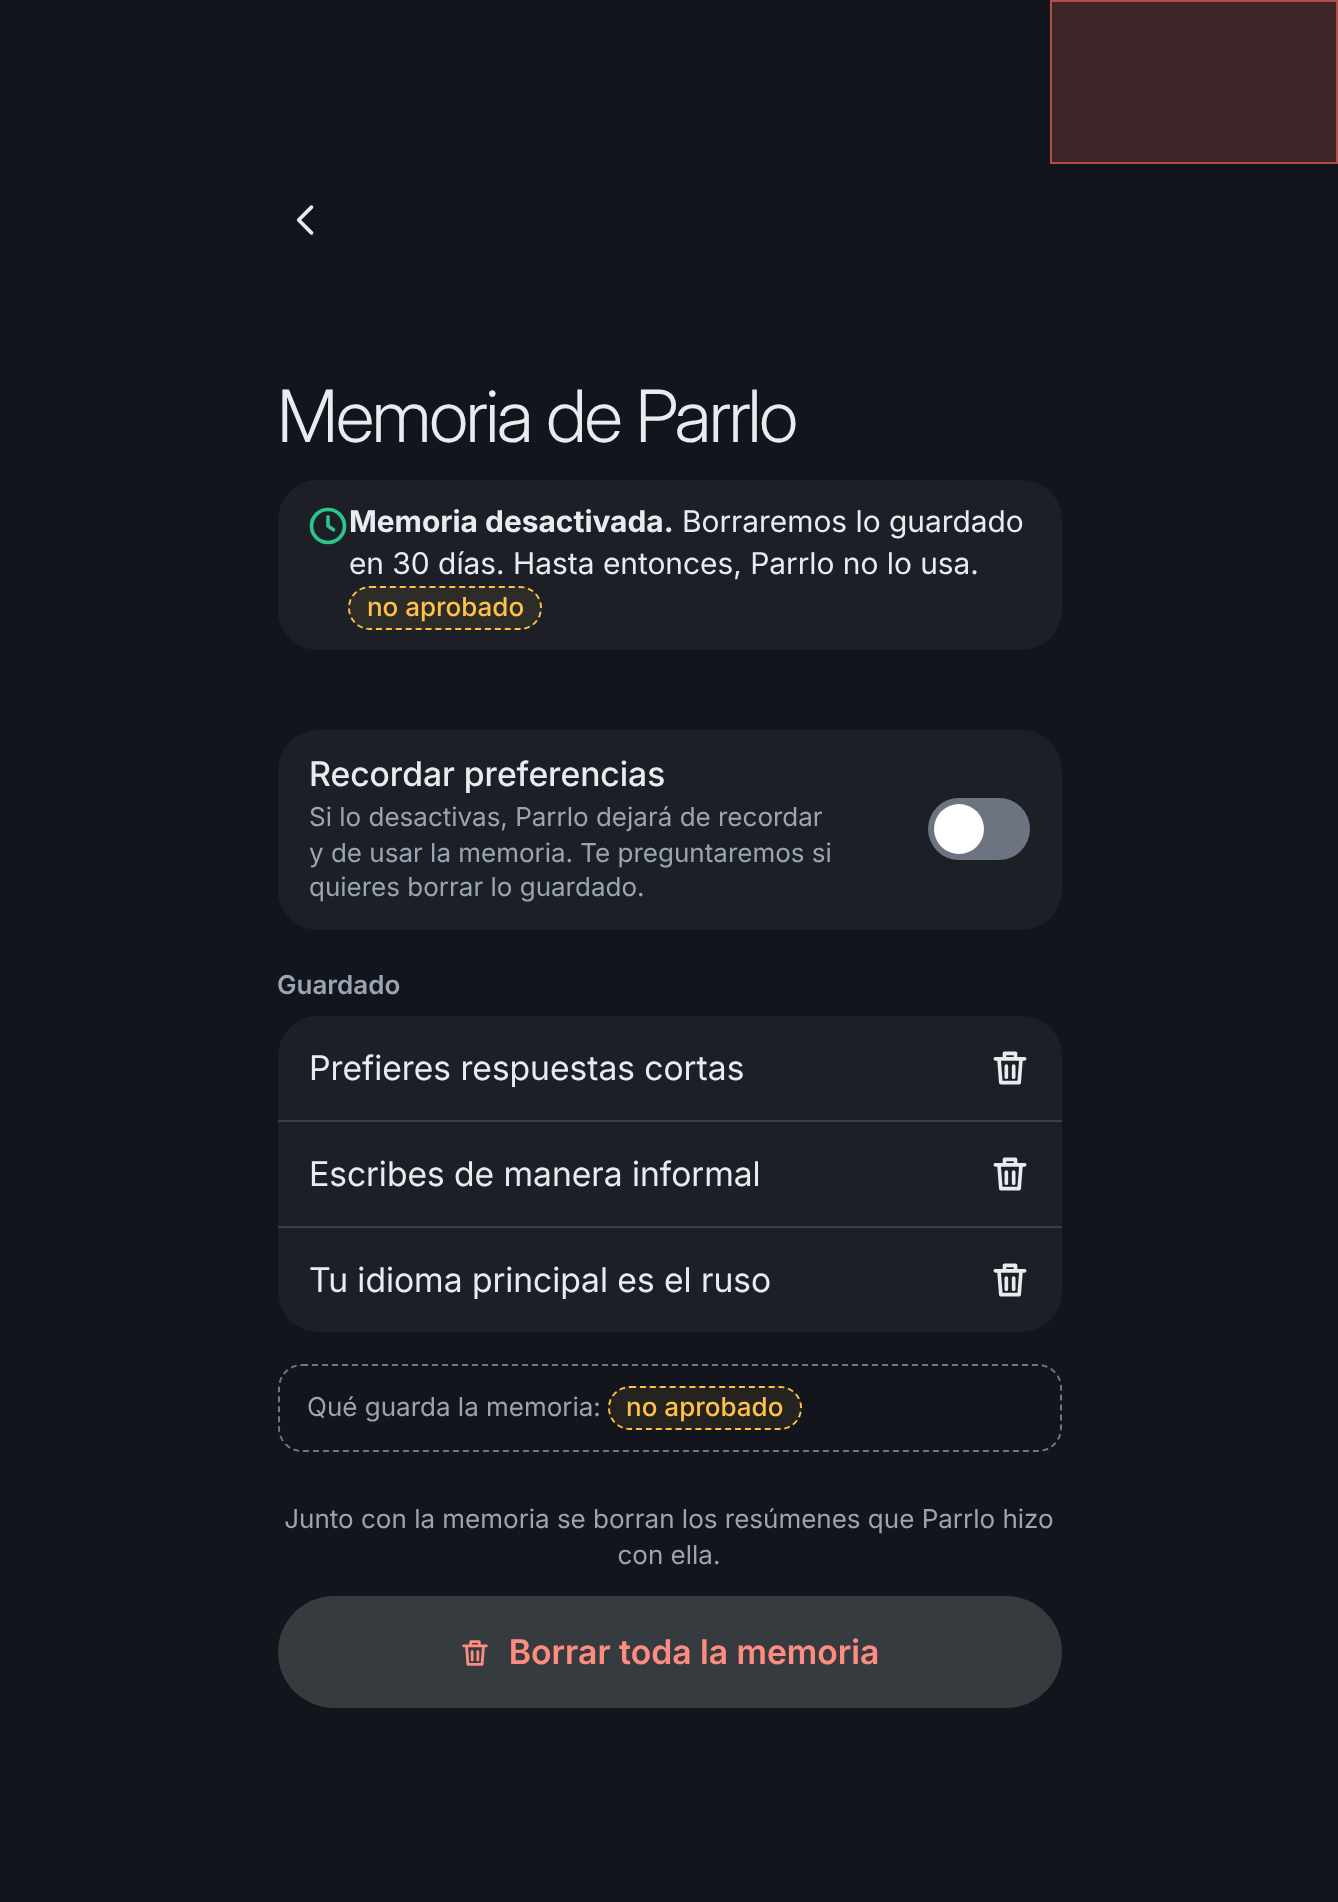 Memoria de Parrlo
Memoria desactivada. Borraremos lo guardado
en 30 días. Hasta entonces, Parrlo no lo usa.
no aprobado
Recordar preferencias
Si lo desactivas, Parrlo dejará de recordar
y de usar la memoria. Te preguntaremos si
quieres borrar lo guardado.
Guardado
Prefieres respuestas cortas
Escribes de manera informal
Tu idioma principal es el ruso
Qué guarda la memoria: no aprobado
Junto con la memoria se borran los resúmenes que Parrlo hizo
con ella.
Borrar toda la memoria